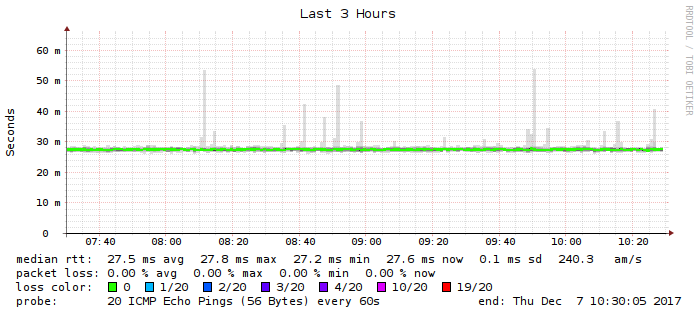 Last 3 Hours
RRDTOOL / TOBI OETIKER
Seconds
60 m
50 m
40 m
30 m
20 m
10 m
0
07:40 08:00 08:20 08:40 09:00 09:20 09:40 10:00 10:20
median rtt: 27.5 ms avg 27.8 ms max 27.2 ms min 27.6 ms now 0.1 ms sd 240.3 am/s
packet loss: 0.00 % avg 0.00 % max 0.00 % min 0.00 % now
loss color: 0 1/20 2/20 3/20 4/20 10/20 19/20
probe: 20 ICMP Echo Pings (56 Bytes) every 60s end: Thu Dec 7 10:30:05 2017